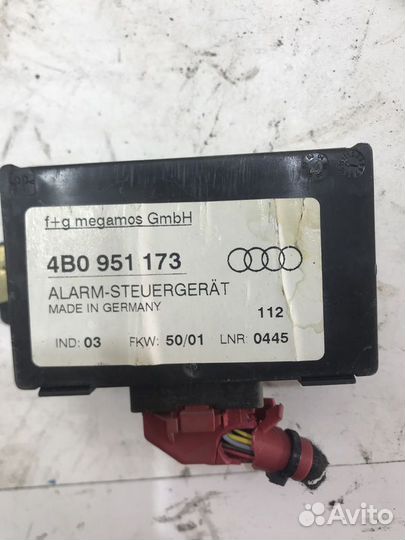 f+g megamos GmbH
4B0 951 173
ALARM-STEUERGERÄT
MADE IN GERMANY
112
IND: 03 FKW: 50/01 LNR 0445
Avito